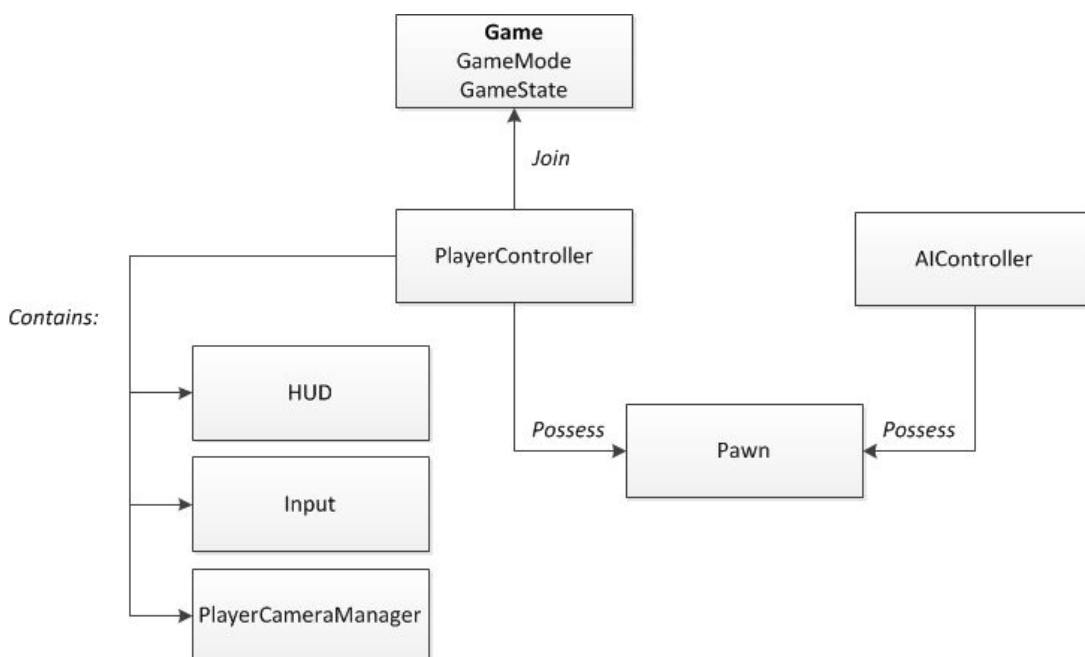 Game
GameMode
GameState
Join
PlayerController
AIController
Contains:
HUD
Possess
Pawn
Possess
Input
PlayerCameraManager